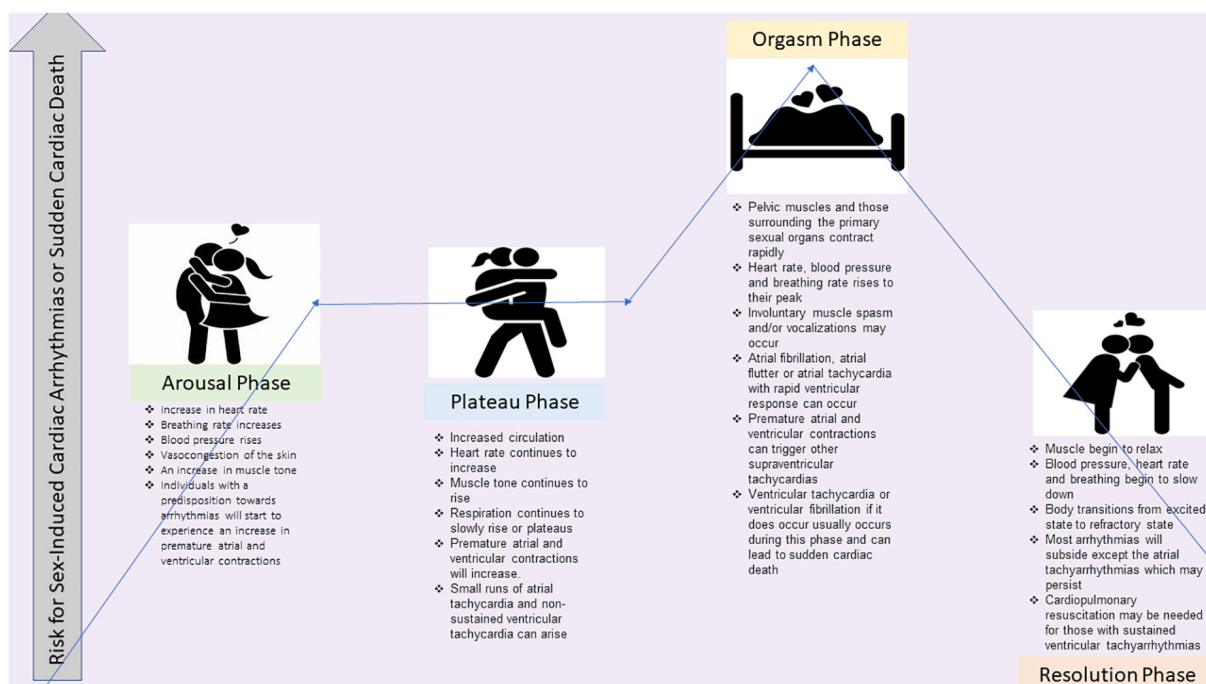 Risk for Sex-Induced Cardiac Arrhythmias or Sudden Cardiac Death
Arousal Phase
❖ Increase in heart rate
❖ Breathing rate increases
❖ Blood pressure rises
❖ Vasocongestion of the skin
❖ An increase in muscle tone
❖ Individuals with a
predisposition towards
arrhythmias will start to
experience an increase in
premature atrial and
ventricular contractions
Plateau Phase
❖ Increased circulation
❖ Heart rate continues to
increase
❖ Muscle tone continues to
rise
❖ Respiration continues to
slowly rise or plateaus
❖ Premature atrial and
ventricular contractions
will increase.
❖ Small runs of atrial
tachycardia and non-
sustained ventricular
tachycardia can arise
Orgasm Phase
❖ Pelvic muscles and those
surrounding the primary
sexual organs contract
rapidly
❖ Heart rate, blood pressure
and breathing rate rises to
their peak
❖ Involuntary muscle spasm
and/or vocalizations may
occur
❖ Atrial fibrillation, atrial
flutter or atrial tachycardia
with rapid ventricular
response can occur
❖ Premature atrial and
ventricular contractions
can trigger other
supraventricular
tachycardias
❖ Ventricular tachycardia or
ventricular fibrillation if it
does occur usually occurs
during this phase and can
lead to sudden cardiac
death
❖ Muscle begin to relax
❖ Blood pressure, heart rate
and breathing begin to slow
down
❖ Body transitions from excited
state to refractory state
❖ Most arrhythmias will
subside except the atrial
tachyarrhythmias which may
persist
❖ Cardiopulmonary
resuscitation may be needed
for those with sustained
ventricular tachyarrhythmias
Resolution Phase